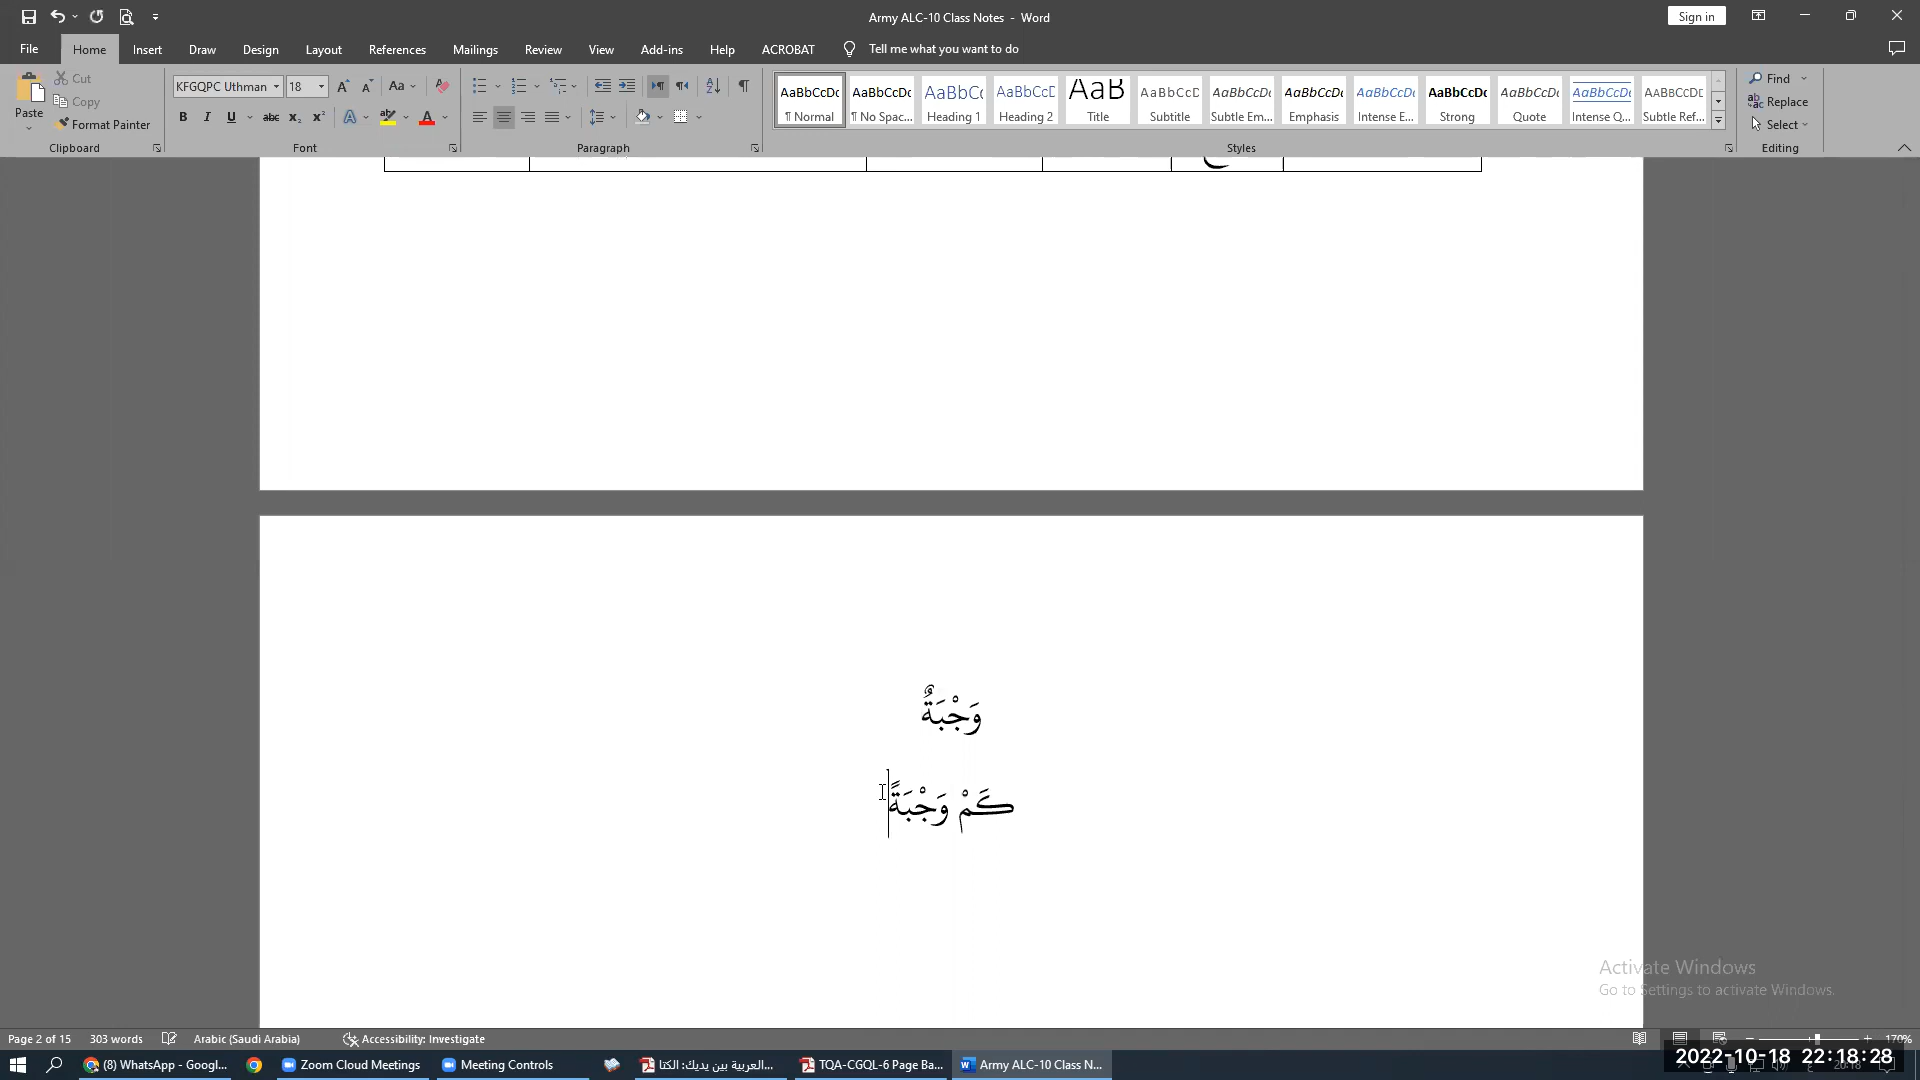 Army ALC-10 Class Notes - Word
Sign in
File Home Insert Draw Design Layout References Mailings Review View Add-ins Help ACROBAT Tell me what you want to do
Paste
Cut
Copy
Format Painter
Clipboard
KFGQPC Uthman 18
Font
Paragraph
AaBbCcDc AaBbCcDc AaBbCc AaBbCcD AaB AaBbCcD AaBbCcDc AaBbCcDc AaBbCcDc AaBbCcDc AaBbCcDc AaBbCcDc AaBbCcDc
¶ Normal ¶ No Spac... Heading 1 Heading 2 Title Subtitle Subtle Em... Emphasis Intense E... Strong Quote Intense Q... Subtle Ref...
Styles
Find
Replace
Select
Editing
وَجْبَةٌ
كَمْ وَجْبَةً
Activate Windows
Go to Settings to activate Windows.
Page 2 of 15 303 words Arabic (Saudi Arabia) Accessibility: Investigate 170%
(8) WhatsApp - Googl... Zoom Cloud Meetings Meeting Controls العربية بين يديك: الكتا... TQA-CGQL-6 Page Ba... Army ALC-10 Class N...
2022-10-18 22:18:28